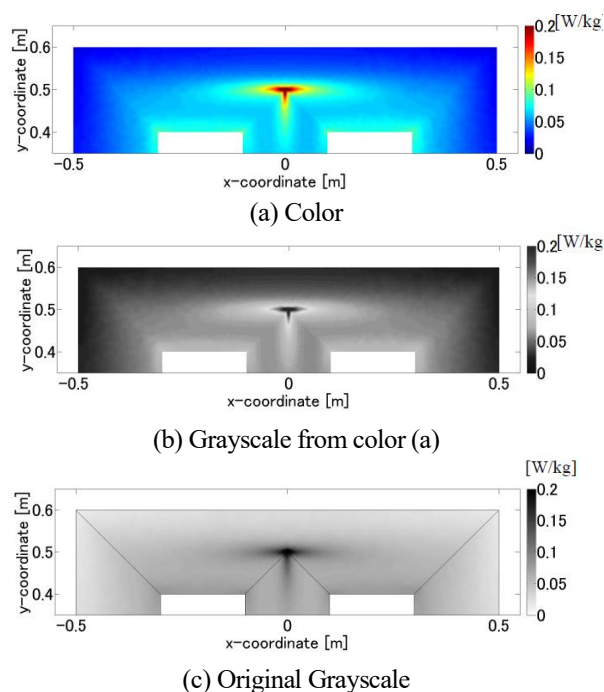 0.2 [W/kg]
0.6
0.15
0.5
0.1
0.4
0.05
0
-0.5 0 0.5
x-coordinate [m]
y-coordinate [m]
(a) Color
0.2 [W/kg]
0.6
0.15
0.5
0.1
0.4
0.05
0
-0.5 0 0.5
x-coordinate [m]
y-coordinate [m]
(b) Grayscale from color (a)
[W/kg]
0.2
0.6
0.15
0.5
0.1
0.4
0.05
0
-0.5 0 0.5
x-coordinate [m]
y-coordinate [m]
(c) Original Grayscale